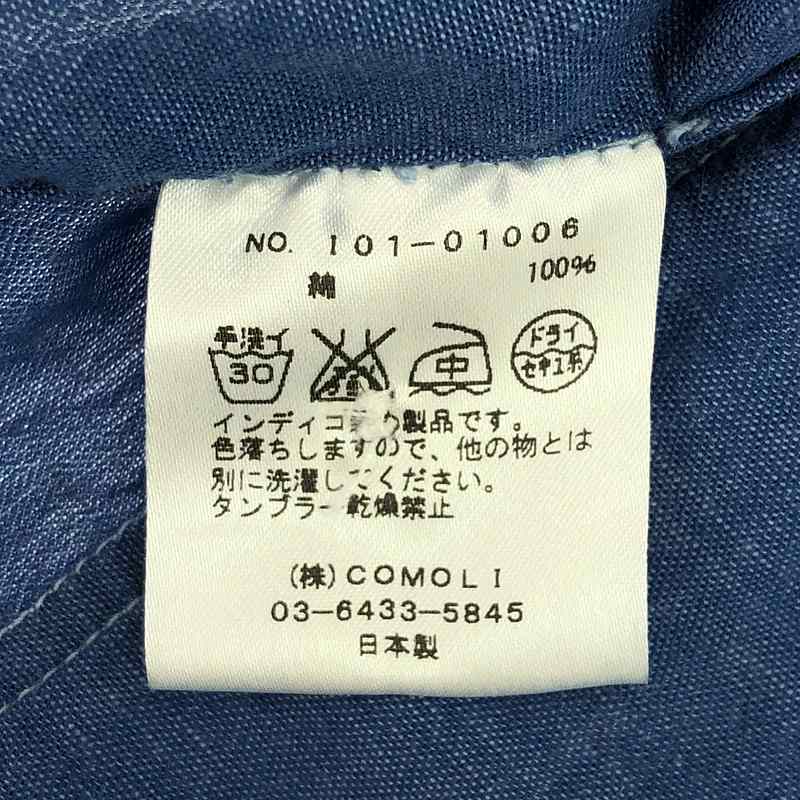 NO. I01-01006
綿 100%
手洗イ
30
中
ドライ
セキユ系
インディゴ染め製品です。
色落ちしますので、他の物とは
別に洗濯してください。
タンブラー乾燥禁止
(株)COMOLI
03-6433-5845
日本製